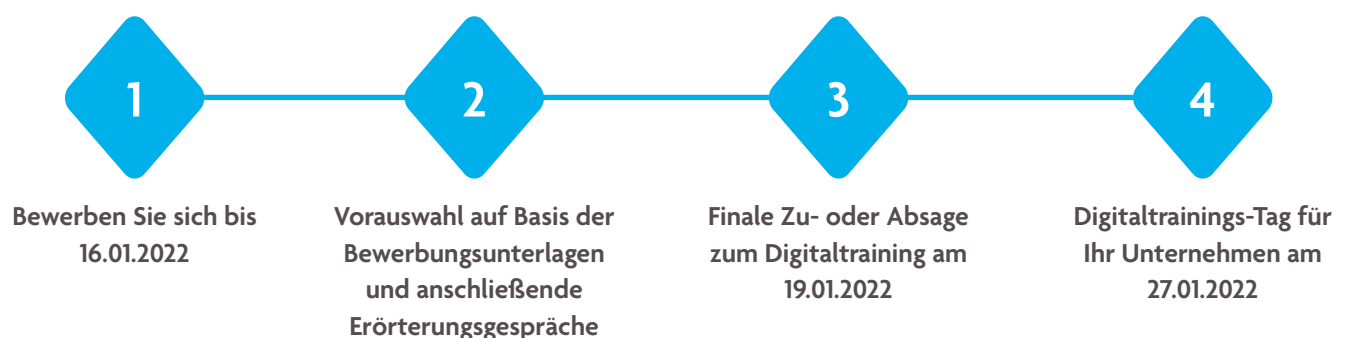 1
Bewerben Sie sich bis
16.01.2022
2
Vorauswahl auf Basis der
Bewerbungsunterlagen
und anschließende
Erörterungsgespräche
3
Finale Zu- oder Absage
zum Digitaltraining am
19.01.2022
4
Digitaltrainings-Tag für
Ihr Unternehmen am
27.01.2022